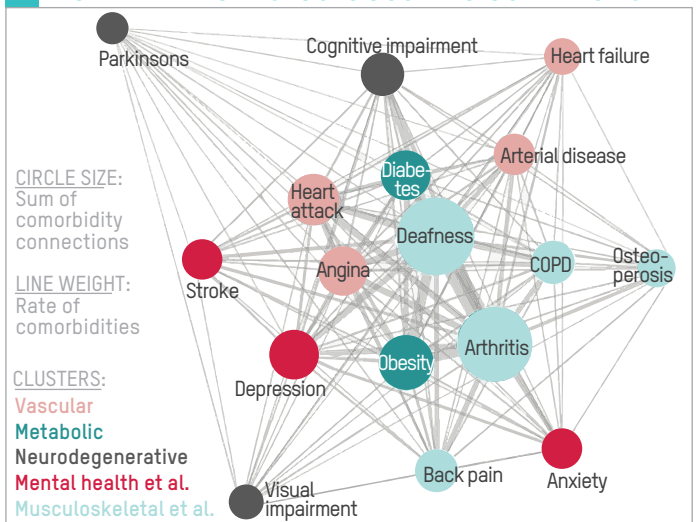 Parkinsons
Cognitive impairment
Heart failure
Arterial disease
Diabe-
tes
Heart
attack
Deafness
CIRCLE SIZE:
Sum of
comorbidity
connections
Angina
COPD
Osteo-
perosis
Stroke
LINE WEIGHT:
Rate of
comorbidities
Arthritis
Obesity
Depression
CLUSTERS:
Vascular
Metabolic
Neurodegenerative
Mental health et al.
Musculoskeletal et al.
Back pain
Anxiety
Visual
impairment